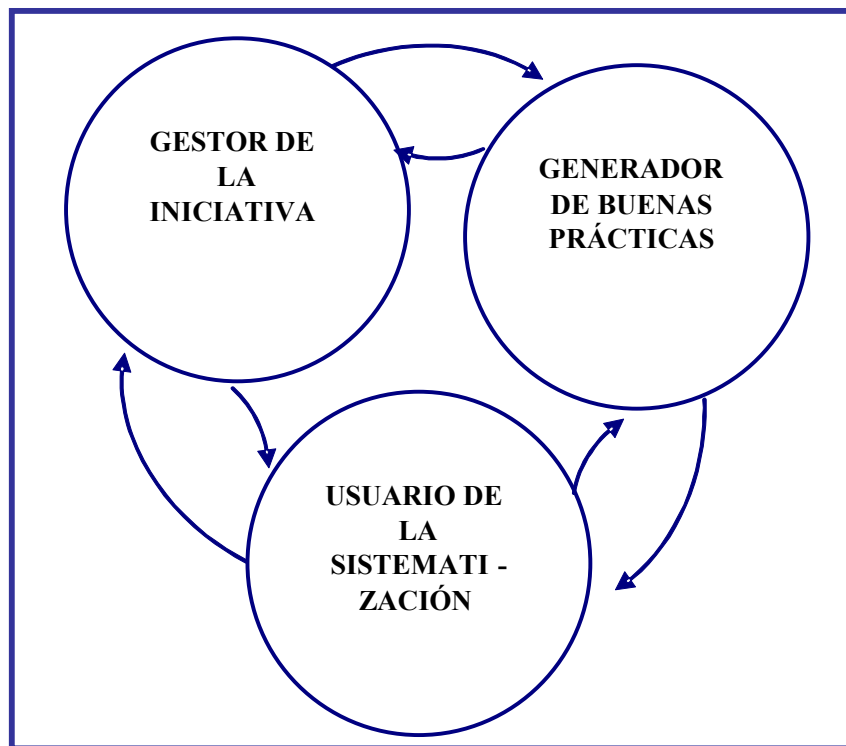 GESTOR DE
LA
INICIATIVA
GENERADOR
DE BUENAS
PRÁCTICAS
USUARIO DE
LA
SISTEMATI -
ZACIÓN